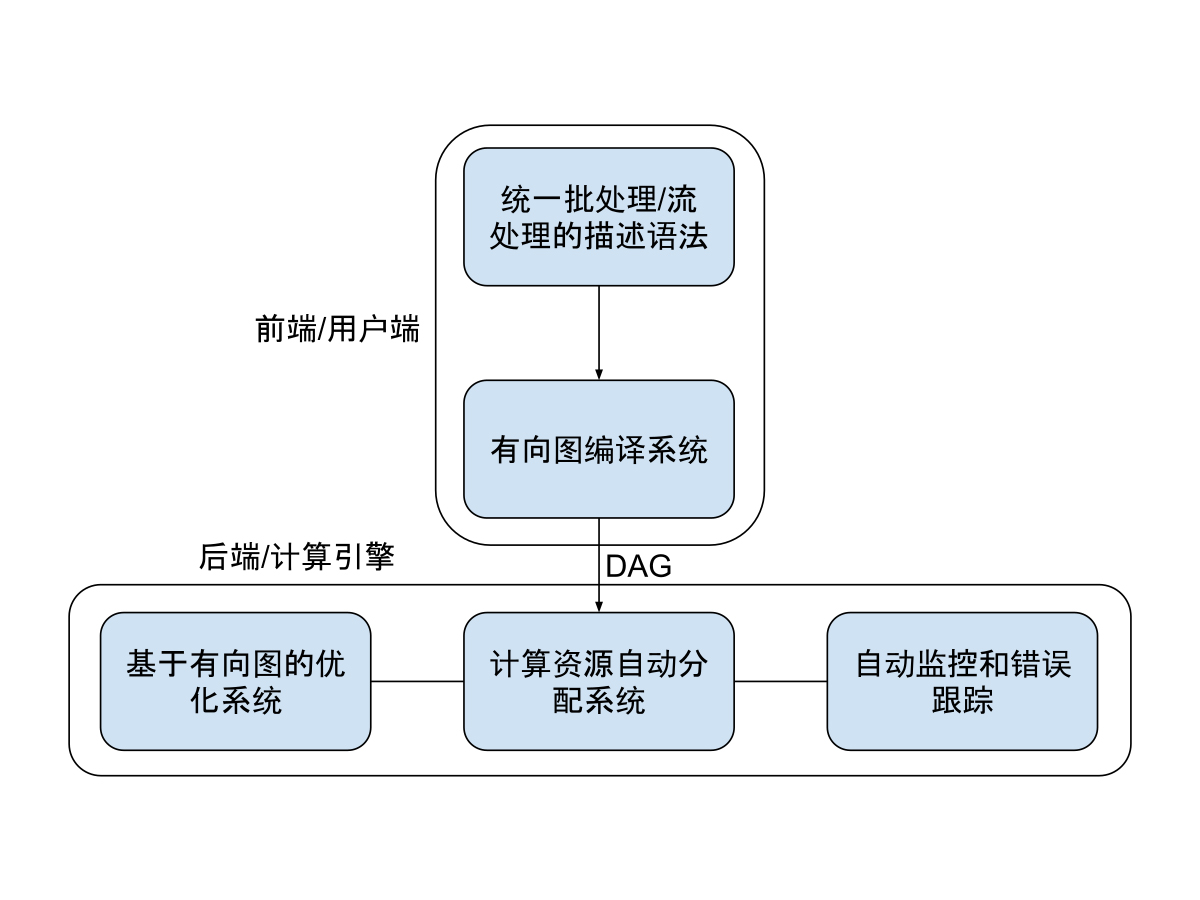 统一批处理/流
处理的描述语法
前端/用户端
有向图编译系统
后端/计算引擎
DAG
基于有向图的优
化系统
计算资源自动分
配系统
自动监控和错误
跟踪